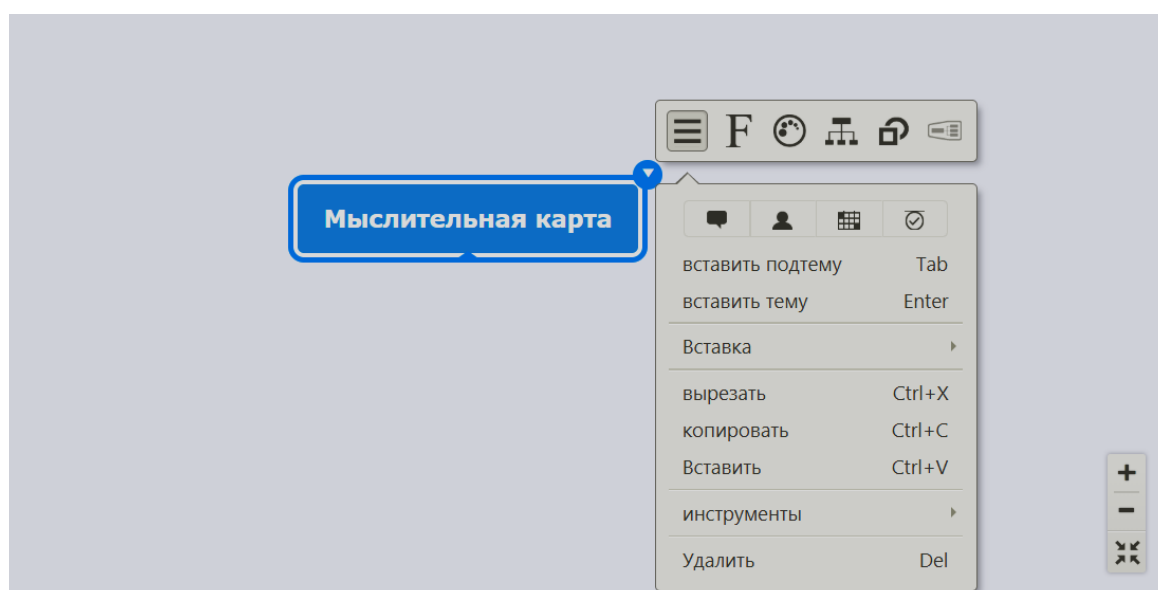 F
Мыслительная карта
вставить подтему Tab
вставить тему Enter
Вставка
вырезать Ctrl+X
копировать Ctrl+C
Вставить Ctrl+V
инструменты
Удалить Del